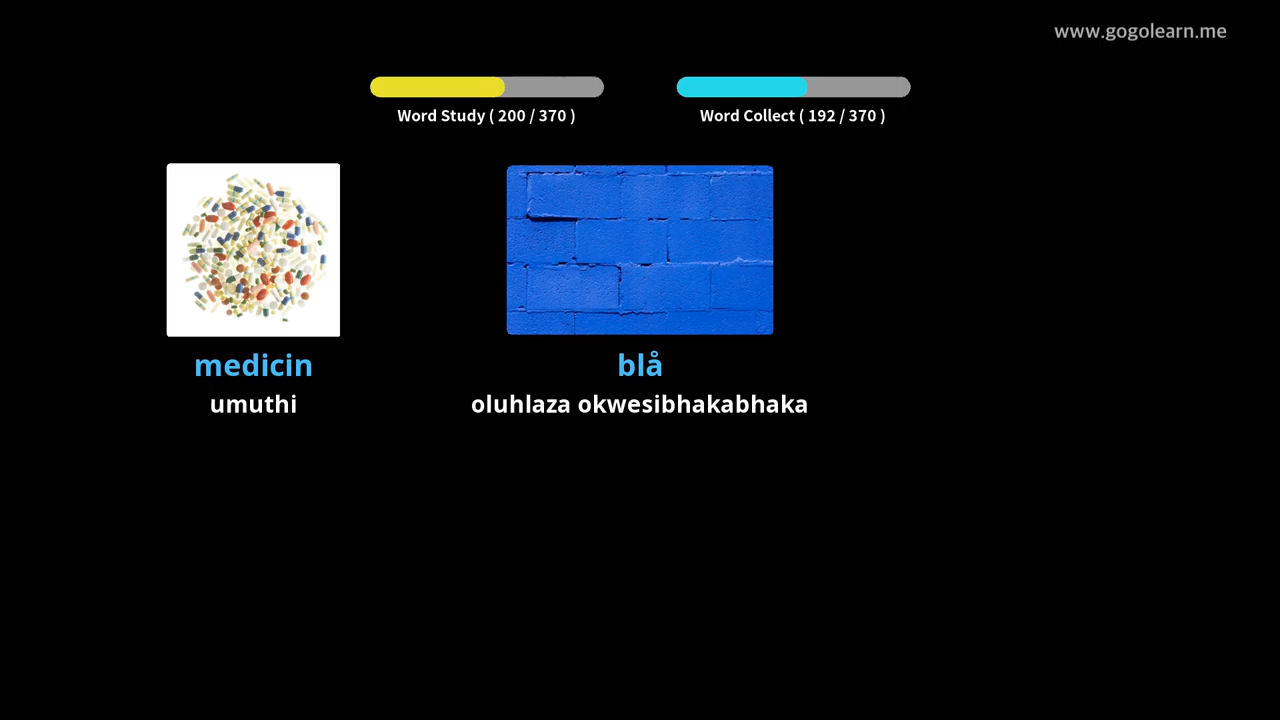 www.gogolearn.me
Word Study ( 200 / 370 )
Word Collect ( 192 / 370 )
medicin
umuthi
blå
oluhlaza okwesibhakabhaka